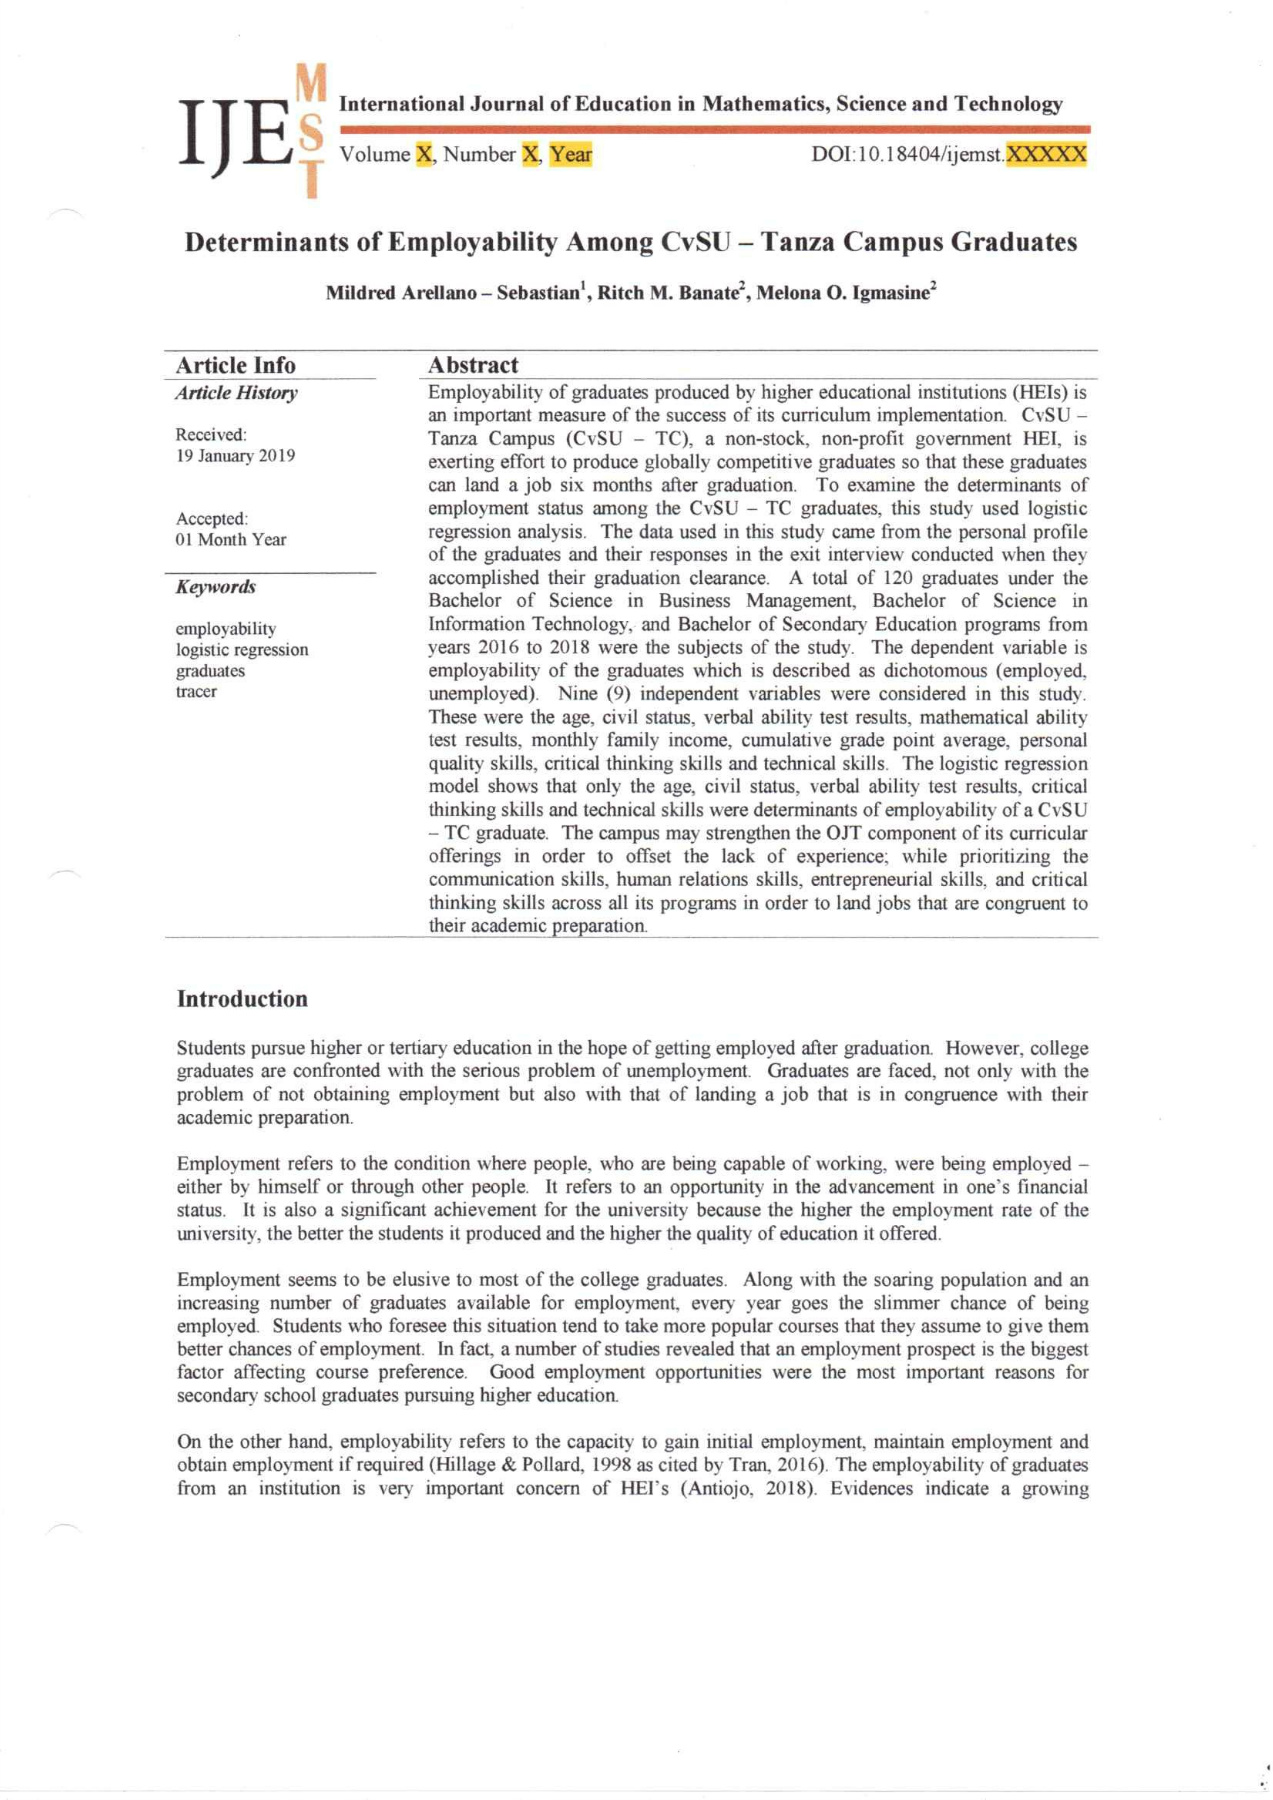 IJEMST
International Journal of Education in Mathematics, Science and Technology
Volume X, Number X, Year DOI:10.18404/ijemst.XXXXX
Determinants of Employability Among CvSU – Tanza Campus Graduates
Mildred Arellano – Sebastian1, Ritch M. Banate2, Melona O. Igmasine2
Article Info
Article History
Received:
19 January 2019
Accepted:
01 Month Year
Keywords
employability
logistic regression
graduates
tracer
Abstract
Employability of graduates produced by higher educational institutions (HEIs) is
an important measure of the success of its curriculum implementation. CvSU –
Tanza Campus (CvSU – TC), a non-stock, non-profit government HEI, is
exerting effort to produce globally competitive graduates so that these graduates
can land a job six months after graduation. To examine the determinants of
employment status among the CvSU – TC graduates, this study used logistic
regression analysis. The data used in this study came from the personal profile
of the graduates and their responses in the exit interview conducted when they
accomplished their graduation clearance. A total of 120 graduates under the
Bachelor of Science in Business Management, Bachelor of Science in
Information Technology, and Bachelor of Secondary Education programs from
years 2016 to 2018 were the subjects of the study. The dependent variable is
employability of the graduates which is described as dichotomous (employed,
unemployed). Nine (9) independent variables were considered in this study.
These were the age, civil status, verbal ability test results, mathematical ability
test results, monthly family income, cumulative grade point average, personal
quality skills, critical thinking skills and technical skills. The logistic regression
model shows that only the age, civil status, verbal ability test results, critical
thinking skills and technical skills were determinants of employability of a CvSU
– TC graduate. The campus may strengthen the OJT component of its curricular
offerings in order to offset the lack of experience; while prioritizing the
communication skills, human relations skills, entrepreneurial skills, and critical
thinking skills across all its programs in order to land jobs that are congruent to
their academic preparation.
Introduction
Students pursue higher or tertiary education in the hope of getting employed after graduation. However, college
graduates are confronted with the serious problem of unemployment. Graduates are faced, not only with the
problem of not obtaining employment but also with that of landing a job that is in congruence with their
academic preparation.
Employment refers to the condition where people, who are being capable of working, were being employed –
either by himself or through other people. It refers to an opportunity in the advancement in one's financial
status. It is also a significant achievement for the university because the higher the employment rate of the
university, the better the students it produced and the higher the quality of education it offered.
Employment seems to be elusive to most of the college graduates. Along with the soaring population and an
increasing number of graduates available for employment, every year goes the slimmer chance of being
employed. Students who foresee this situation tend to take more popular courses that they assume to give them
better chances of employment. In fact, a number of studies revealed that an employment prospect is the biggest
factor affecting course preference. Good employment opportunities were the most important reasons for
secondary school graduates pursuing higher education.
On the other hand, employability refers to the capacity to gain initial employment, maintain employment and
obtain employment if required (Hillage & Pollard, 1998 as cited by Tran, 2016). The employability of graduates
from an institution is very important concern of HEI's (Antiojo, 2018). Evidences indicate a growing